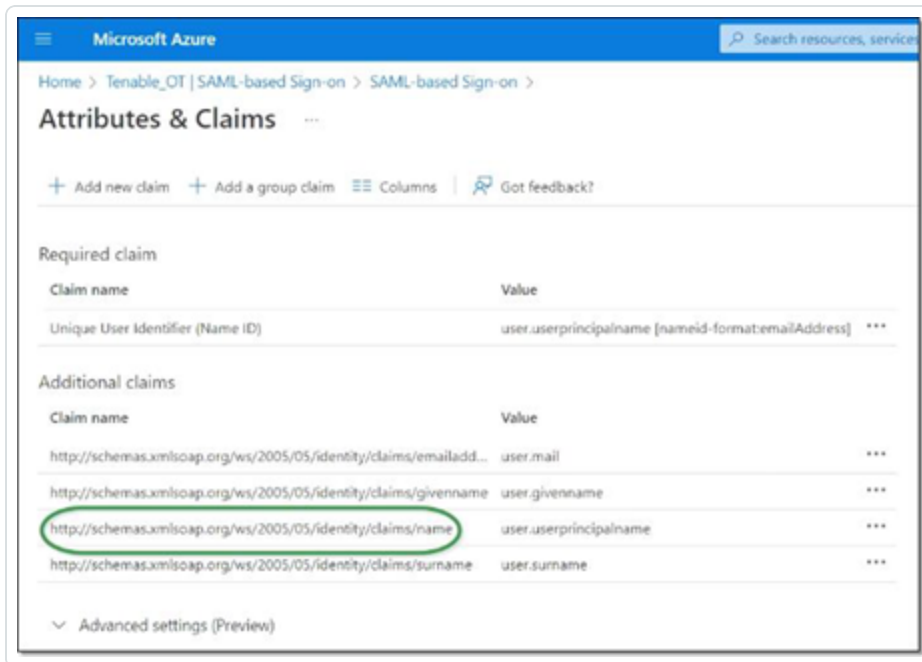 Microsoft Azure
Search resources, services
Home > Tenable_OT | SAML-based Sign-on > SAML-based Sign-on >
Attributes & Claims ...
+ Add new claim + Add a group claim Columns Got feedback?
Required claim
Claim name Value
Unique User Identifier (Name ID) user.userprincipalname [nameid-format:emailAddress] •••
Additional claims
Claim name Value
http://schemas.xmlsoap.org/ws/2005/05/identity/claims/emailadd... user.mail •••
http://schemas.xmlsoap.org/ws/2005/05/identity/claims/givenname user.givenname •••
http://schemas.xmlsoap.org/ws/2005/05/identity/claims/name user.userprincipalname •••
http://schemas.xmlsoap.org/ws/2005/05/identity/claims/surname user.surname •••
Advanced settings (Preview)